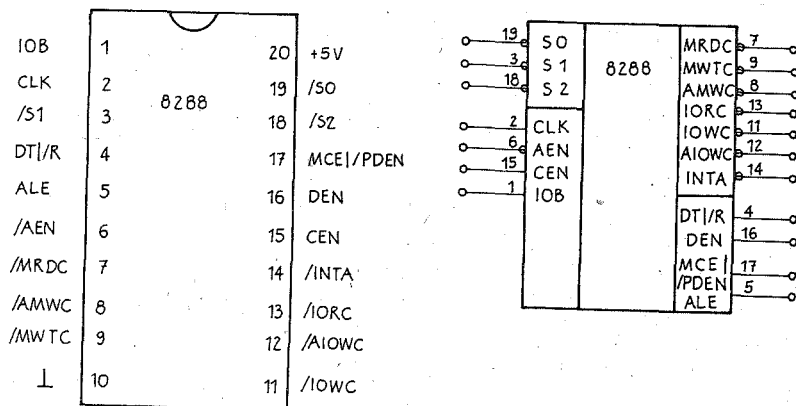 IOB 1 20 +5V
CLK 2 19 /S0
8288
/S1 3 18 /S2
DT|/R 4 17 MCE|/PDEN
ALE 5 16 DEN
/AEN 6 15 CEN
/MRDC 7 14 /INTA
/AMWC 8 13 /IORC
/MWTC 9 12 /AIOWC
⊥ 10 11 /IOWC
19 S0 MRDC 7
3 S1 8288 MWTC 9
18 S2 AMWC 8
IORC 13
2 CLK IOWC 11
6 AEN AIOWC 12
15 CEN INTA 14
1 IOB
DT|/R 4
DEN 16
MCE| 17
/PDEN
ALE 5